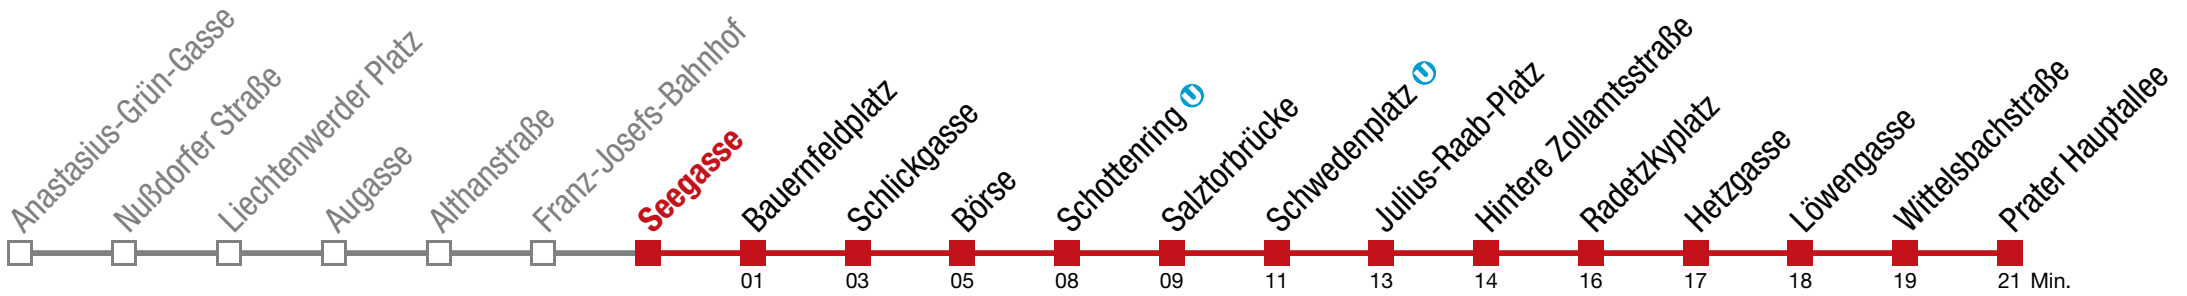 Anastasius-Grün-Gasse
Nußdorfer Straße
Liechtenwerder Platz
Augasse
Althanstraße
Franz-Josefs-Bahnhof
Seegasse
Bauernfeldplatz
Schlickgasse
Börse
Schottenring U
Salztorbrücke
Schwedenplatz U
Julius-Raab-Platz
Hintere Zollamtsstraße
Radetzkyplatz
Hetzgasse
Löwengasse
Wittelsbachstraße
Prater Hauptallee
01 03 05 08 09 11 13 14 16 17 18 19 21 Min.